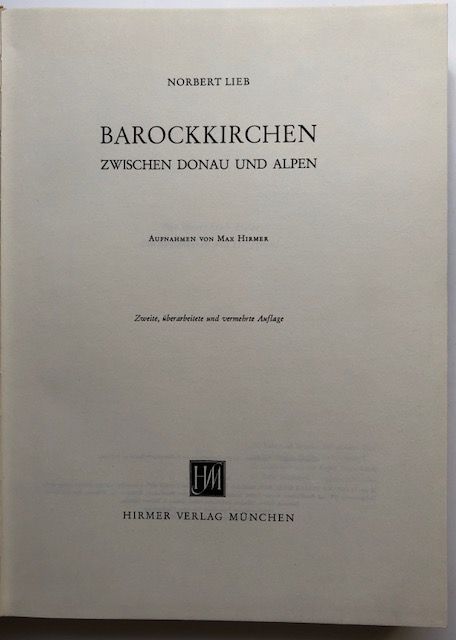 NORBERT LIEB
BAROCKKIRCHEN
ZWISCHEN DONAU UND ALPEN
AUFNAHMEN VON MAX HIRMER
Zweite, überarbeitete und vermehrte Auflage
HM
HIRMER VERLAG MÜNCHEN